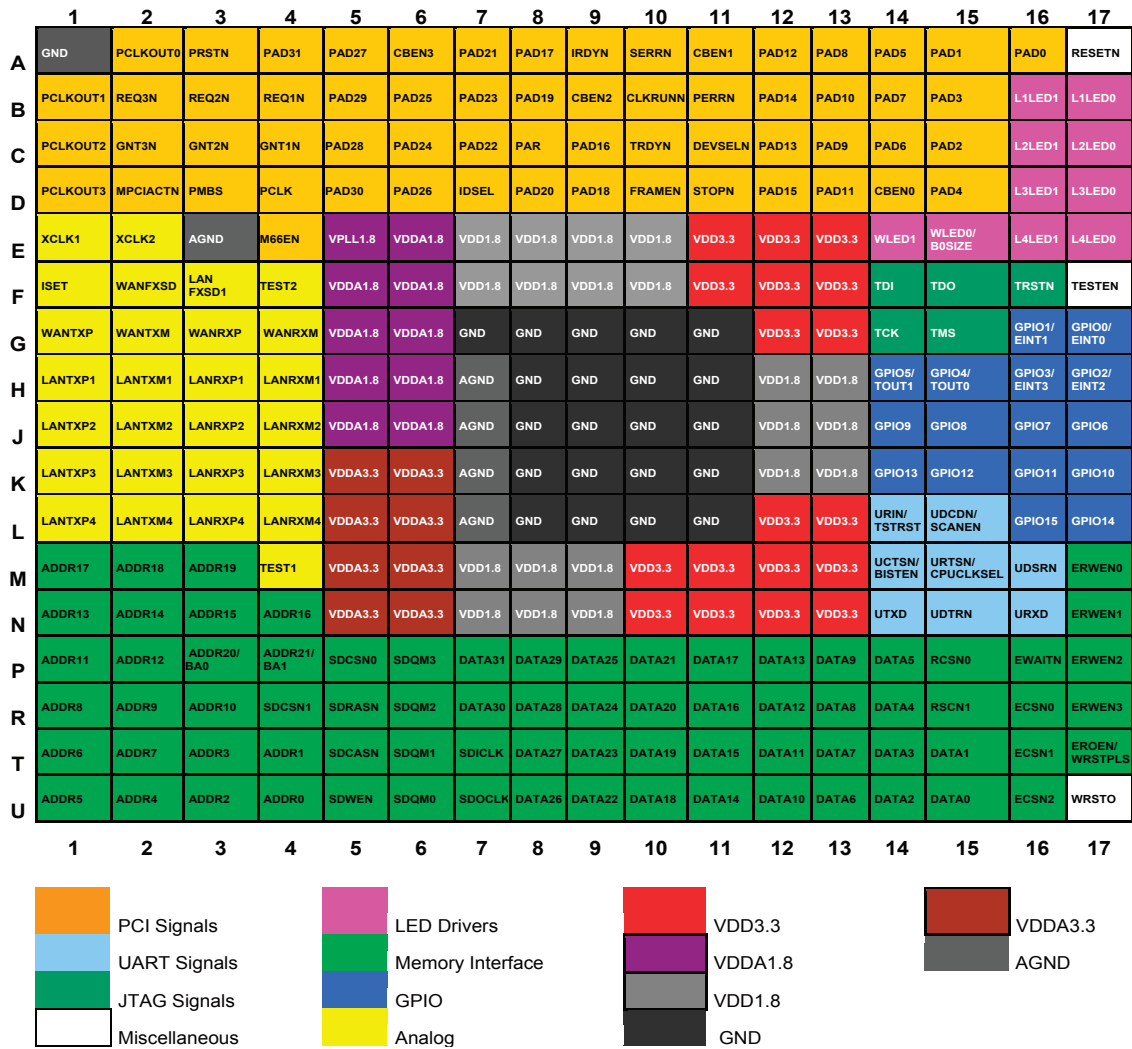 1 2 3 4 5 6 7 8 9 10 11 12 13 14 15 16 17
A GND PCLKOUT0 PRSTN PAD31 PAD27 CBEN3 PAD21 PAD17 IRDYN SERRN CBEN1 PAD12 PAD8 PAD5 PAD1 PAD0 RESETN
B PCLKOUT1 REQ3N REQ2N REQ1N PAD29 PAD25 PAD23 PAD19 CBEN2 CLKRUNN PERRN PAD14 PAD10 PAD7 PAD3 L1LED1 L1LED0
C PCLKOUT2 GNT3N GNT2N GNT1N PAD28 PAD24 PAD22 PAR PAD16 TRDYN DEVSELN PAD13 PAD9 PAD6 PAD2 L2LED1 L2LED0
D PCLKOUT3 MPCIACTN PMBS PCLK PAD30 PAD26 IDSEL PAD20 PAD18 FRAMEN STOPN PAD15 PAD11 CBEN0 PAD4 L3LED1 L3LED0
E XCLK1 XCLK2 AGND M66EN VPLL1.8 VDDA1.8 VDD1.8 VDD1.8 VDD1.8 VDD1.8 VDD3.3 VDD3.3 VDD3.3 WLED1 WLED0/ B0SIZE L4LED1 L4LED0
F ISET WANFXSD LAN FXSD1 TEST2 VDDA1.8 VDDA1.8 VDD1.8 VDD1.8 VDD1.8 VDD1.8 VDD3.3 VDD3.3 VDD3.3 TDI TDO TRSTN TESTEN
G WANTXP WANTXM WANRXP WANRXM VDDA1.8 VDDA1.8 GND GND GND GND GND VDD3.3 VDD3.3 TCK TMS GPIO1/ EINT1 GPIO0/ EINT0
H LANTXP1 LANTXM1 LANRXP1 LANRXM1 VDDA1.8 VDDA1.8 AGND GND GND GND GND VDD1.8 VDD1.8 GPIO5/ TOUT1 GPIO4/ TOUT0 GPIO3/ EINT3 GPIO2/ EINT2
J LANTXP2 LANTXM2 LANRXP2 LANRXM2 VDDA1.8 VDDA1.8 AGND GND GND GND GND VDD1.8 VDD1.8 GPIO9 GPIO8 GPIO7 GPIO6
K LANTXP3 LANTXM3 LANRXP3 LANRXM3 VDDA3.3 VDDA3.3 AGND GND GND GND GND VDD1.8 VDD1.8 GPIO13 GPIO12 GPIO11 GPIO10
L LANTXP4 LANTXM4 LANRXP4 LANRXM4 VDDA3.3 VDDA3.3 AGND GND GND GND GND VDD3.3 VDD3.3 URIN/ TSTRST UDCDN/ SCANEN GPIO15 GPIO14
M ADDR17 ADDR18 ADDR19 TEST1 VDDA3.3 VDDA3.3 VDD1.8 VDD1.8 VDD1.8 VDD3.3 VDD3.3 VDD3.3 VDD3.3 UCTSN/ BISTEN URTSN/ CPUCLKSEL UDSRN ERWEN0
N ADDR13 ADDR14 ADDR15 ADDR16 VDDA3.3 VDDA3.3 VDD1.8 VDD1.8 VDD1.8 VDD3.3 VDD3.3 VDD3.3 VDD3.3 UTXD UDTRN URXD ERWEN1
P ADDR11 ADDR12 ADDR20/ BA0 ADDR21/ BA1 SDCSN0 SDQM3 DATA31 DATA29 DATA25 DATA21 DATA17 DATA13 DATA9 DATA5 RCSN0 EWAITN ERWEN2
R ADDR8 ADDR9 ADDR10 SDCSN1 SDRASN SDQM2 DATA30 DATA28 DATA24 DATA20 DATA16 DATA12 DATA8 DATA4 RSCN1 ECSN0 ERWEN3
T ADDR6 ADDR7 ADDR3 ADDR1 SDCASN SDQM1 SDICLK DATA27 DATA23 DATA19 DATA15 DATA11 DATA7 DATA3 DATA1 ECSN1 EROEN/ WRSTPLS
U ADDR5 ADDR4 ADDR2 ADDR0 SDWEN SDQM0 SDOCLK DATA26 DATA22 DATA18 DATA14 DATA10 DATA6 DATA2 DATA0 ECSN2 WRSTO
1 2 3 4 5 6 7 8 9 10 11 12 13 14 15 16 17
PCI Signals LED Drivers VDD3.3 VDDA3.3
UART Signals Memory Interface VDDA1.8 AGND
JTAG Signals GPIO VDD1.8
Miscellaneous Analog GND